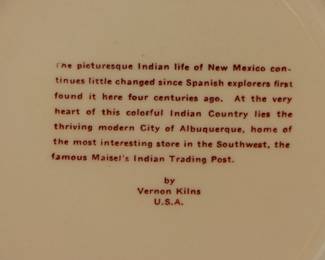 The picturesque Indian life of New Mexico con-
tinues little changed since Spanish explorers first
found it here four centuries ago. At the very
heart of this colorful Indian Country lies the
thriving modern City of Albuquerque, home of
the most interesting store in the Southwest, the
famous Maisel's Indian Trading Post.
by
Vernon Kilns
U.S.A.